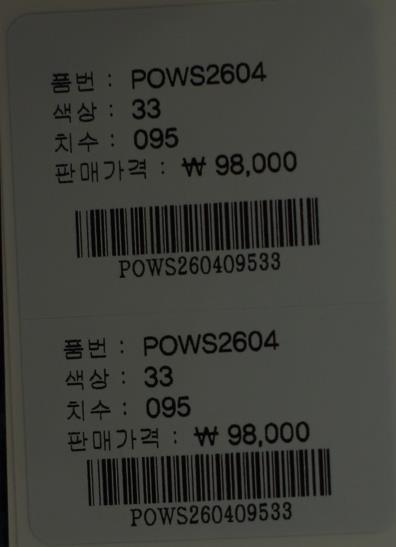 품번 : POWS2604
색상 : 33
치수 : 095
판매가격 : ₩ 98,000
POWS260409533
품번 : POWS2604
색상 : 33
치수 : 095
판매가격 : ₩ 98,000
POWS260409533